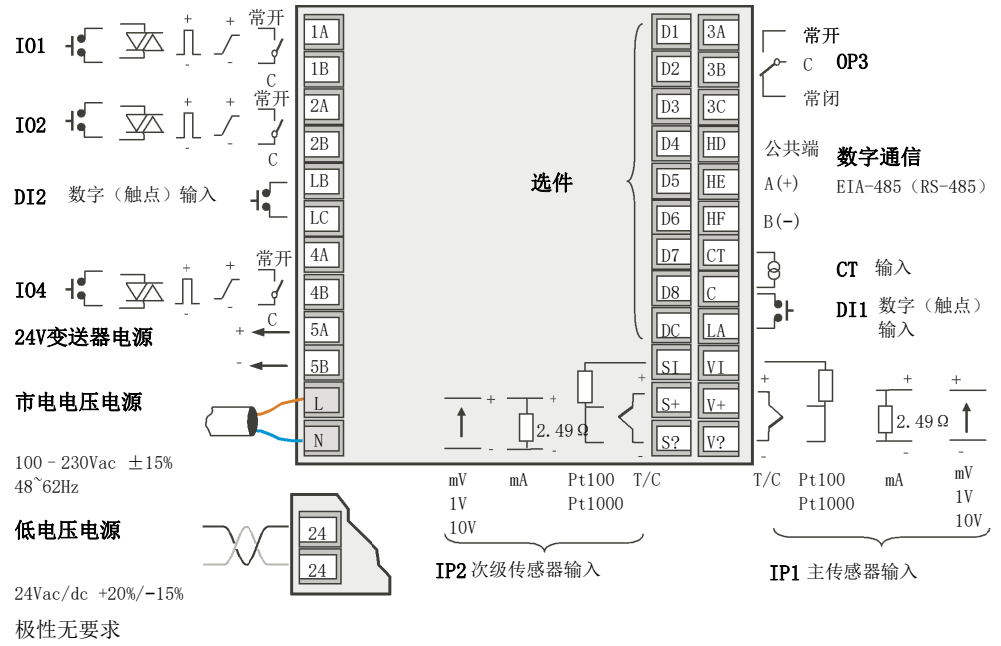 IO1 + - + - 常开 C
IO2 + - + - 常开 C
DI2 数字（触点）输入
IO4 + - + - 常开 C
24V变送器电源 + -
市电电压电源
100-230Vac ±15%
48~62Hz
低电压电源
24Vac/dc +20%/-15%
极性无要求
1A
1B
2A
2B
LB
LC
4A
4B
5A
5B
L
N
24
24
选件
D1 3A
D2 3B
D3 3C
D4 HD
D5 HE
D6 HF
D7 CT
D8 C
DC LA
SI VI
S+ V+
S? V?
常开
C OP3
常闭
公共端 数字通信
A(+) EIA-485（RS-485）
B(-)
CT 输入
DI1 数字（触点）
输入
+ + +
2.49Ω
- - -
mV mA Pt100 T/C
1V Pt1000
10V
IP2 次级传感器输入
+ + +
2.49Ω
- - -
T/C Pt100 mA mV
Pt1000 1V
10V
IP1 主传感器输入